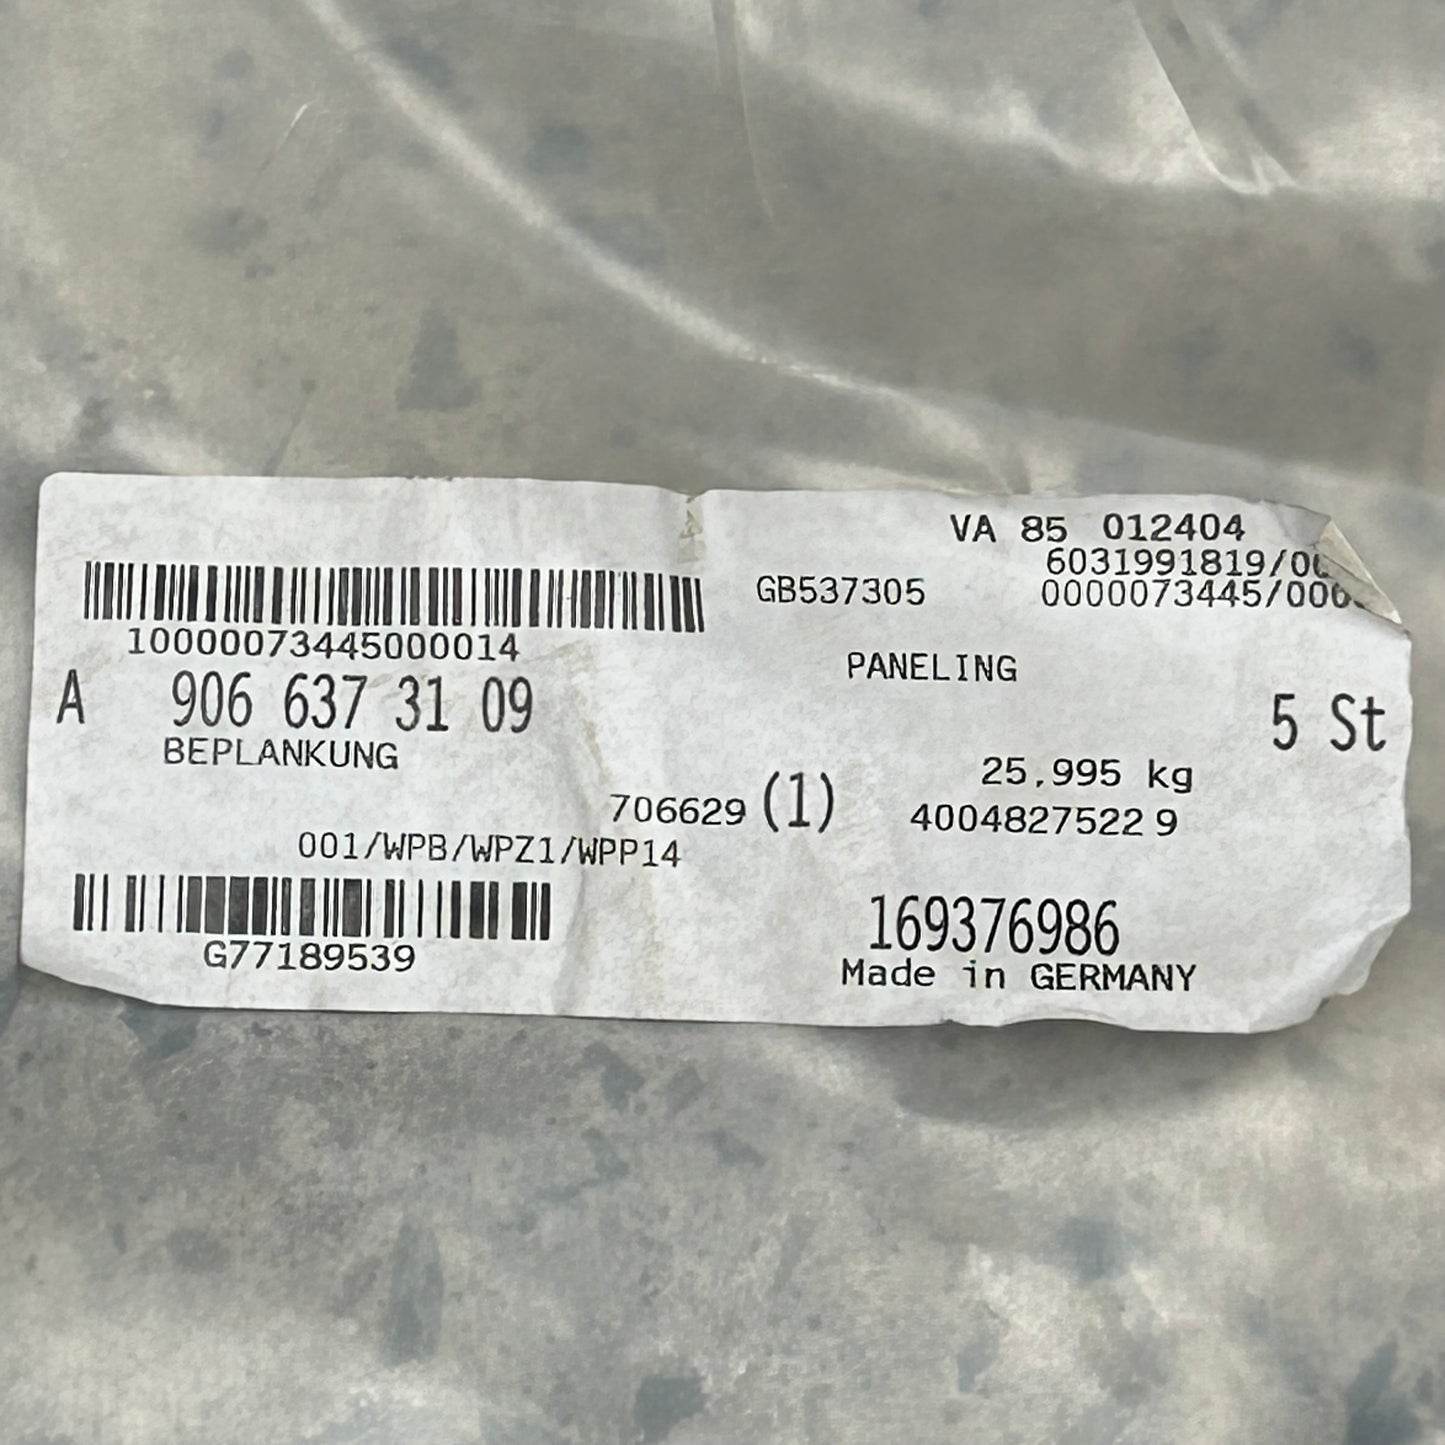 VA 85 012404
6031991819/00
GB537305 0000073445/000
10000073445000014
PANELING
A 906 637 31 09
5 St
BEPLANKUNG
25,995 kg
706629 (1) 4004827522 9
001/WPB/WPZ1/WPP14
169376986
G77189539
Made in GERMANY